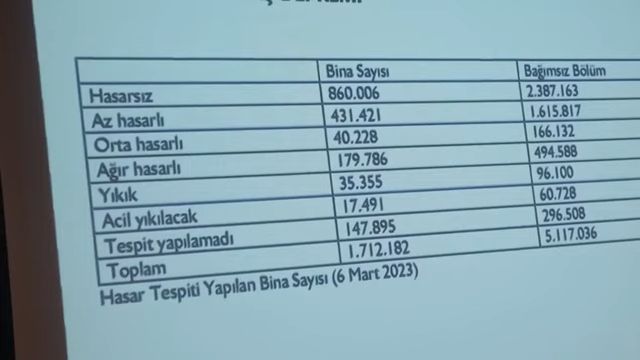 Bina Sayısı Bağımsız Bölüm
Hasarsız 860.006 2.387.163
Az hasarlı 431.421 1.615.817
Orta hasarlı 40.228 166.132
Ağır hasarlı 179.786 494.588
Yıkık 35.355 96.100
Acil yıkılacak 17.491 60.728
Tespit yapılamadı 147.895 296.508
Toplam 1.712.182 5.117.036
Hasar Tespiti Yapılan Bina Sayısı (6 Mart 2023)